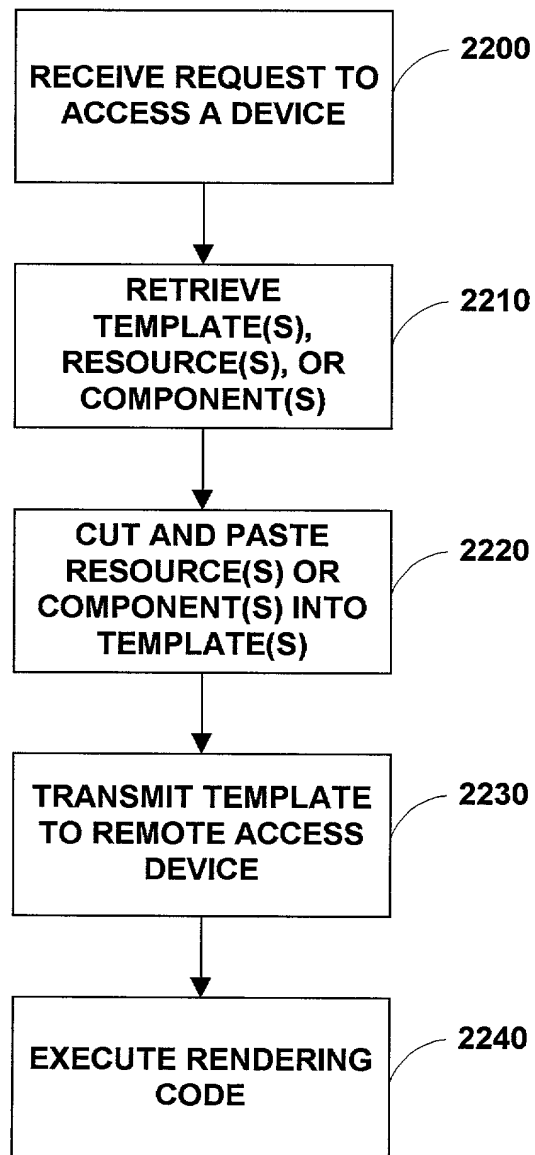 2200
RECEIVE REQUEST TO
ACCESS A DEVICE
2210
RETRIEVE
TEMPLATE(S),
RESOURCE(S), OR
COMPONENT(S)
2220
CUT AND PASTE
RESOURCE(S) OR
COMPONENT(S) INTO
TEMPLATE(S)
2230
TRANSMIT TEMPLATE
TO REMOTE ACCESS
DEVICE
2240
EXECUTE RENDERING
CODE